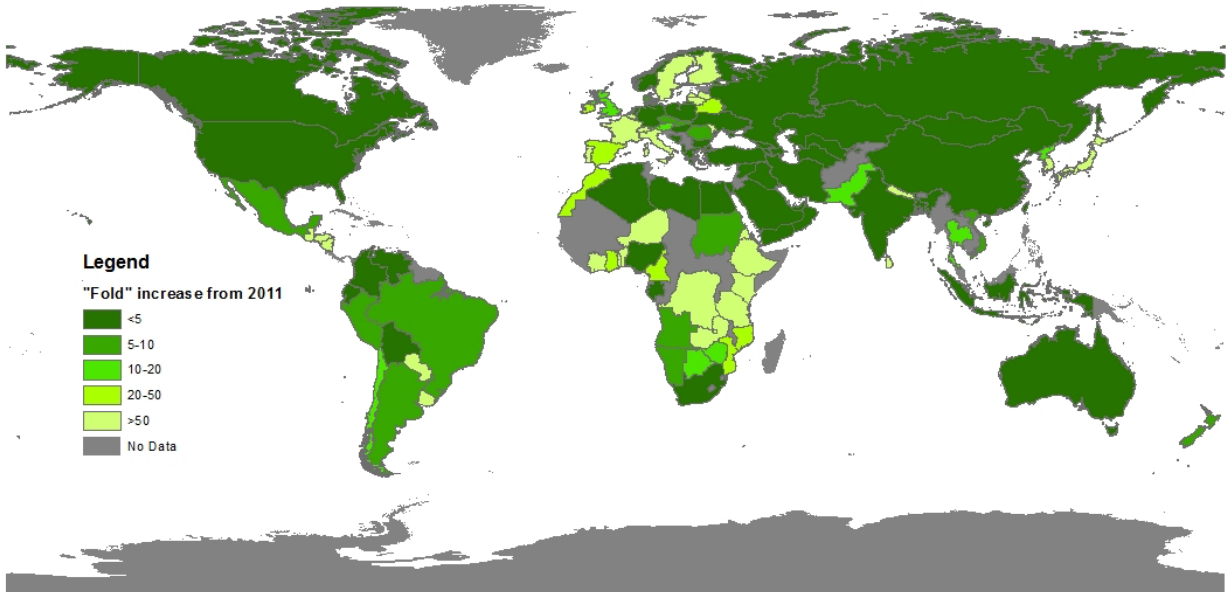 Legend
"Fold" increase from 2011
<5
5-10
10-20
20-50
>50
No Data